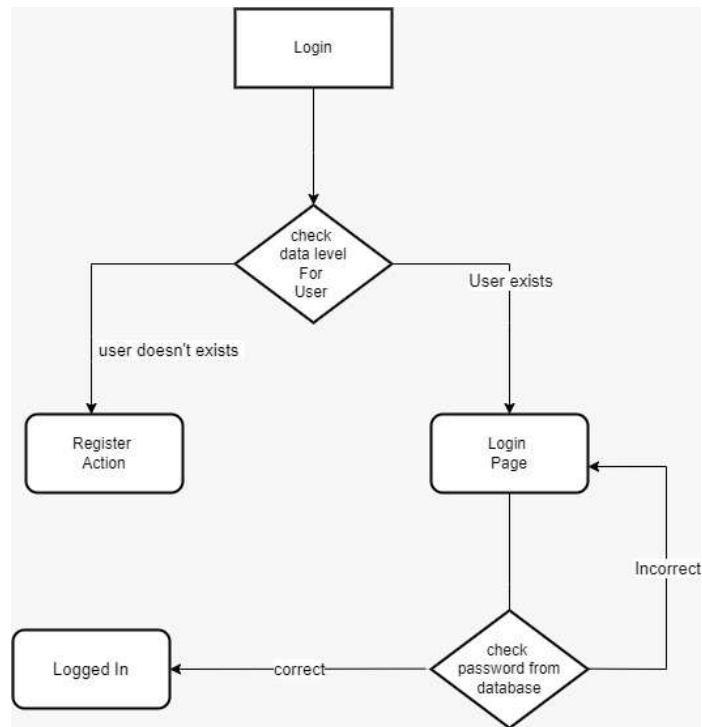 Login
check
data level
For
User
User exists
user doesn't exists
Register
Action
Login
Page
Incorrect
check
password from
database
correct
Logged In